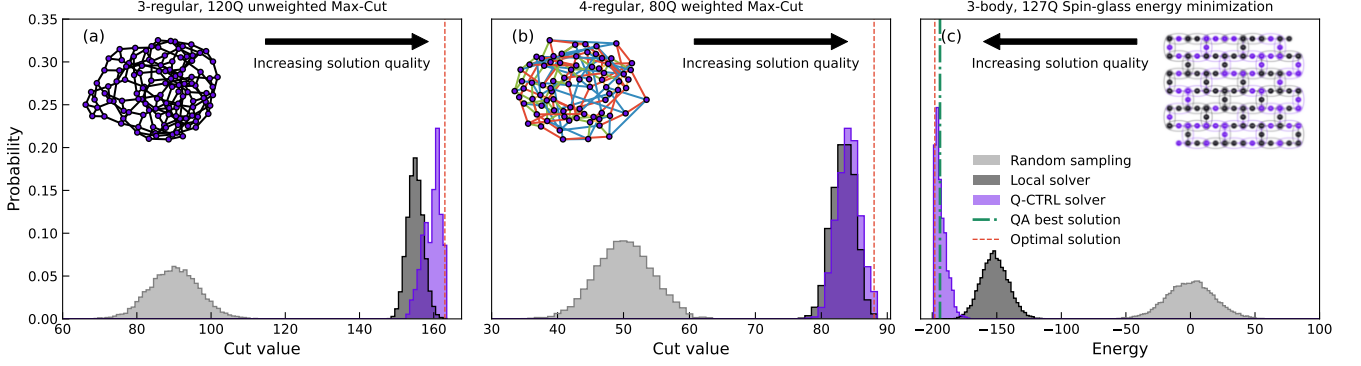 3-regular, 120Q unweighted Max-Cut
4-regular, 80Q weighted Max-Cut
3-body, 127Q Spin-glass energy minimization
(a)
Increasing solution quality
(b)
Increasing solution quality
(c)
Increasing solution quality
Random sampling
Local solver
Q-CTRL solver
QA best solution
Optimal solution
Probability
0.35
0.30
0.25
0.20
0.15
0.10
0.05
0.00
60 80 100 120 140 160
Cut value
30 40 50 60 70 80 90
Cut value
−200 −150 −100 −50 0 50 100
Energy